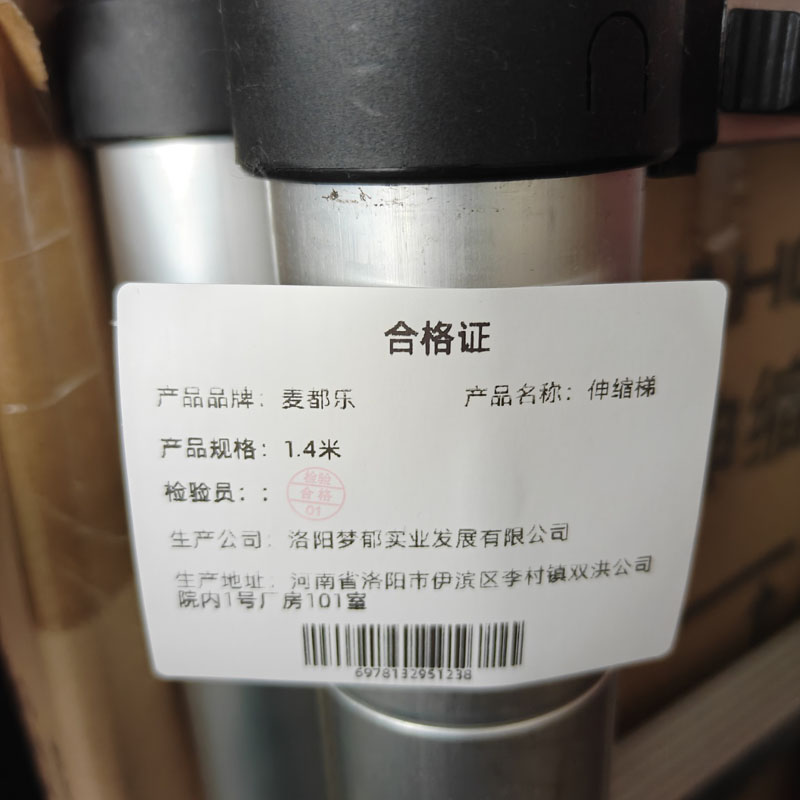 合格证
产品品牌：麦都乐 产品名称：伸缩梯
产品规格：1.4米
检验员：：
检验
合格
01
生产公司：洛阳梦郁实业发展有限公司
生产地址：河南省洛阳市伊滨区李村镇双洪公司
院内1号厂房101室
6978132951238